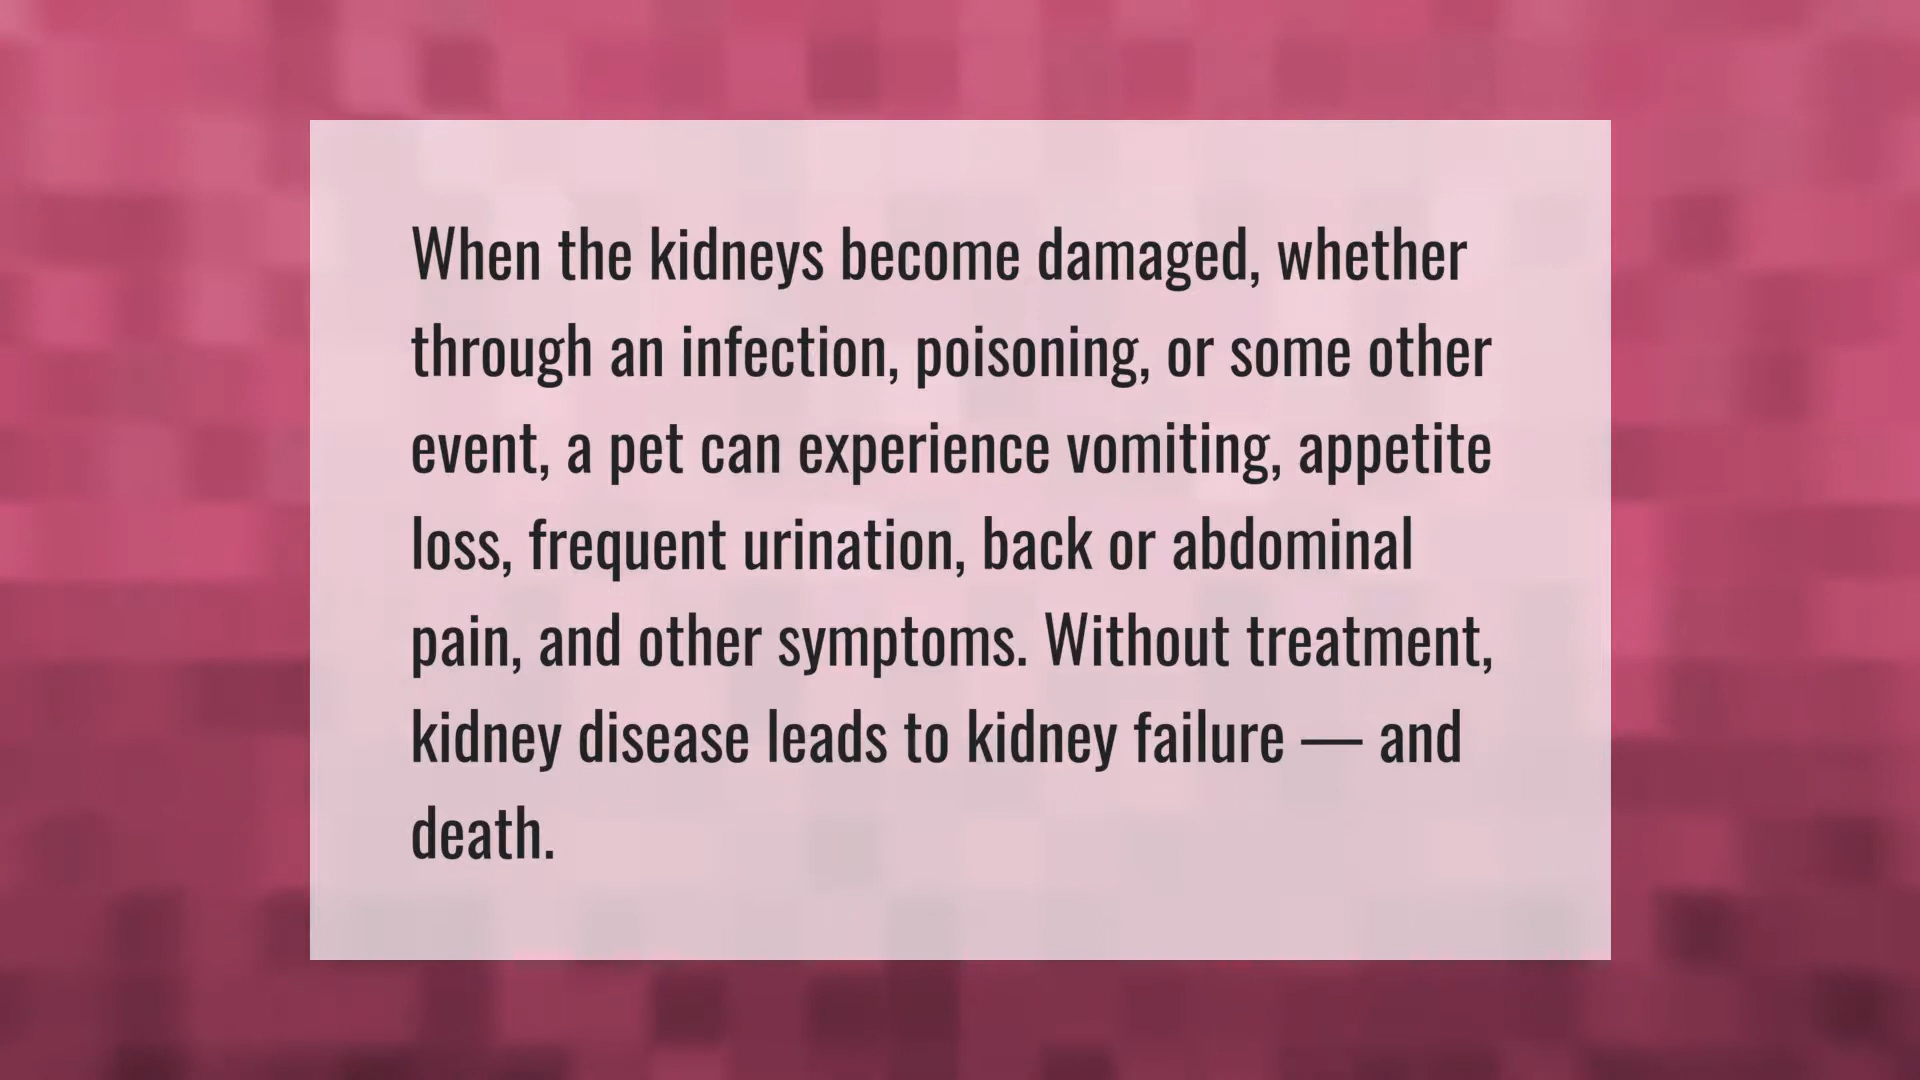 When the kidneys become damaged, whether
through an infection, poisoning, or some other
event, a pet can experience vomiting, appetite
loss, frequent urination, back or abdominal
pain, and other symptoms. Without treatment,
kidney disease leads to kidney failure — and
death.